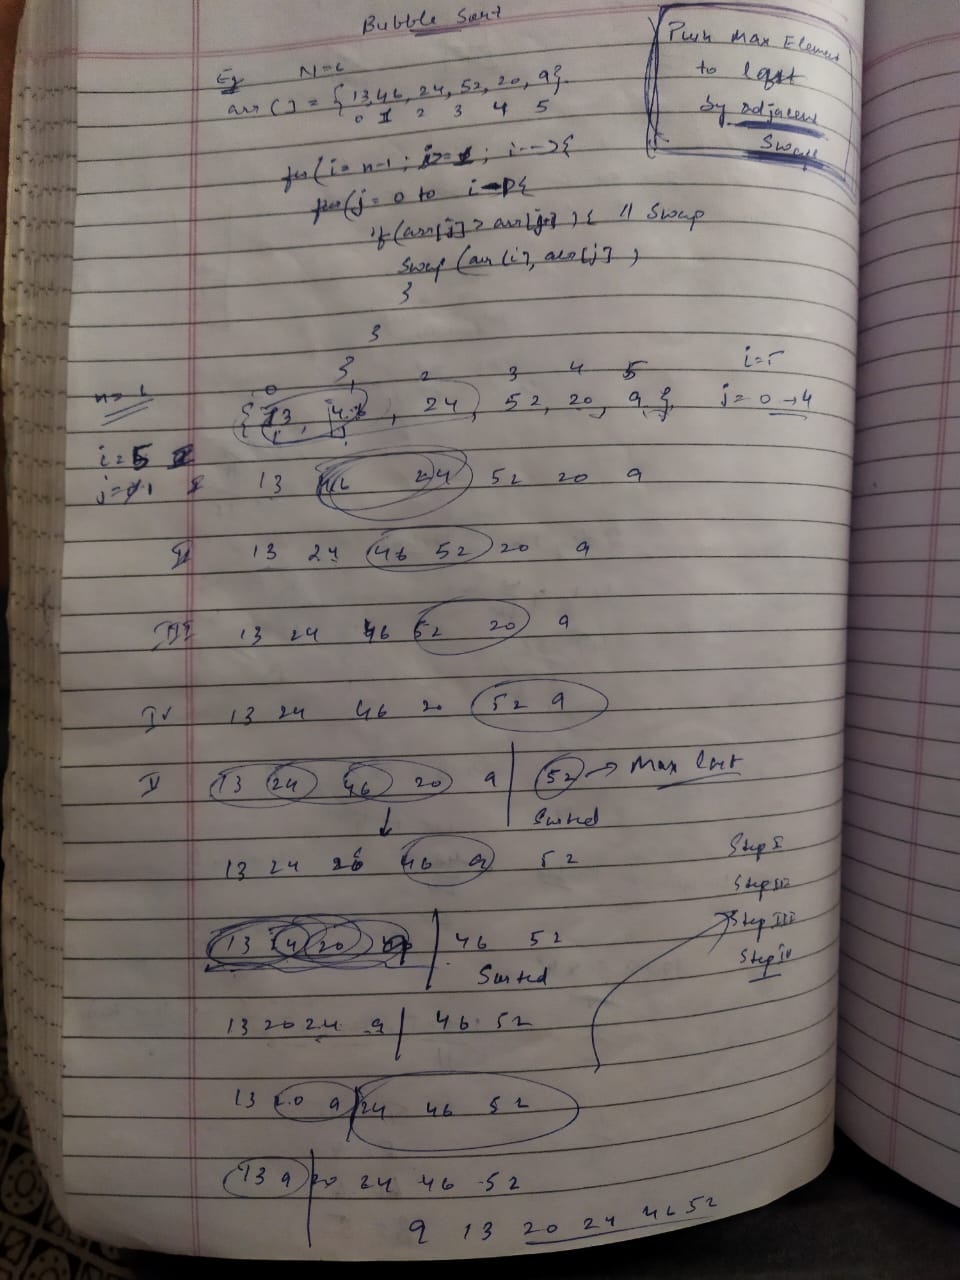 Bubble Sort
Push Max Element
to last
by adjacent
Swaps
Eg N=6
arr [ ] = {13, 46, 24, 52, 20, 9}
0 1 2 3 4 5
for(i = n-1 ; i>=1 ; i--){
for(j = 0 to i-1){
if (arr[j] > arr[j+1]) { // Swap
Swap (arr[i], arr[j] )
}
}
}
0 2 3 4 5 i=5
n= 6 { 13, 46, 24, 52, 20, 9 }, j= 0 → 4
i = 5
j= 1 I 13 46 24 52 20 9
II 13 24 46 52 20 9
III 13 24 46 52 20 9
IV 13 24 46 20 52 9
V 13 24 46 20 9 | 52 → Max last
Sorted
13 24 20 46 9 52
Step I
Step II
13 24 20 9 | 46 52
Step III
Sorted
Step IV
13 20 24 9 | 46 52
13 20 9 | 24 46 52
13 9 | 20 24 46 52
9 13 20 24 46 52